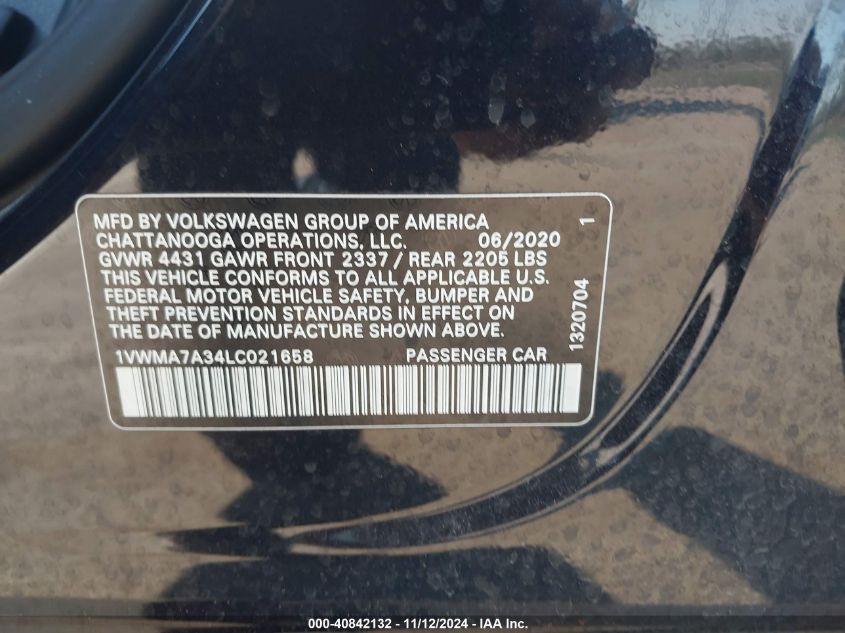 MFD BY VOLKSWAGEN GROUP OF AMERICA
CHATTANOOGA OPERATIONS, LLC. 06/2020
GVWR 4431 GAWR FRONT 2337 / REAR 2205 LBS
THIS VEHICLE CONFORMS TO ALL APPLICABLE U.S.
FEDERAL MOTOR VEHICLE SAFETY, BUMPER AND
THEFT PREVENTION STANDARDS IN EFFECT ON
THE DATE OF MANUFACTURE SHOWN ABOVE.
1VWMA7A34LC021658 PASSENGER CAR
1320704 1
000-40842132 - 11/12/2024 - IAA Inc.